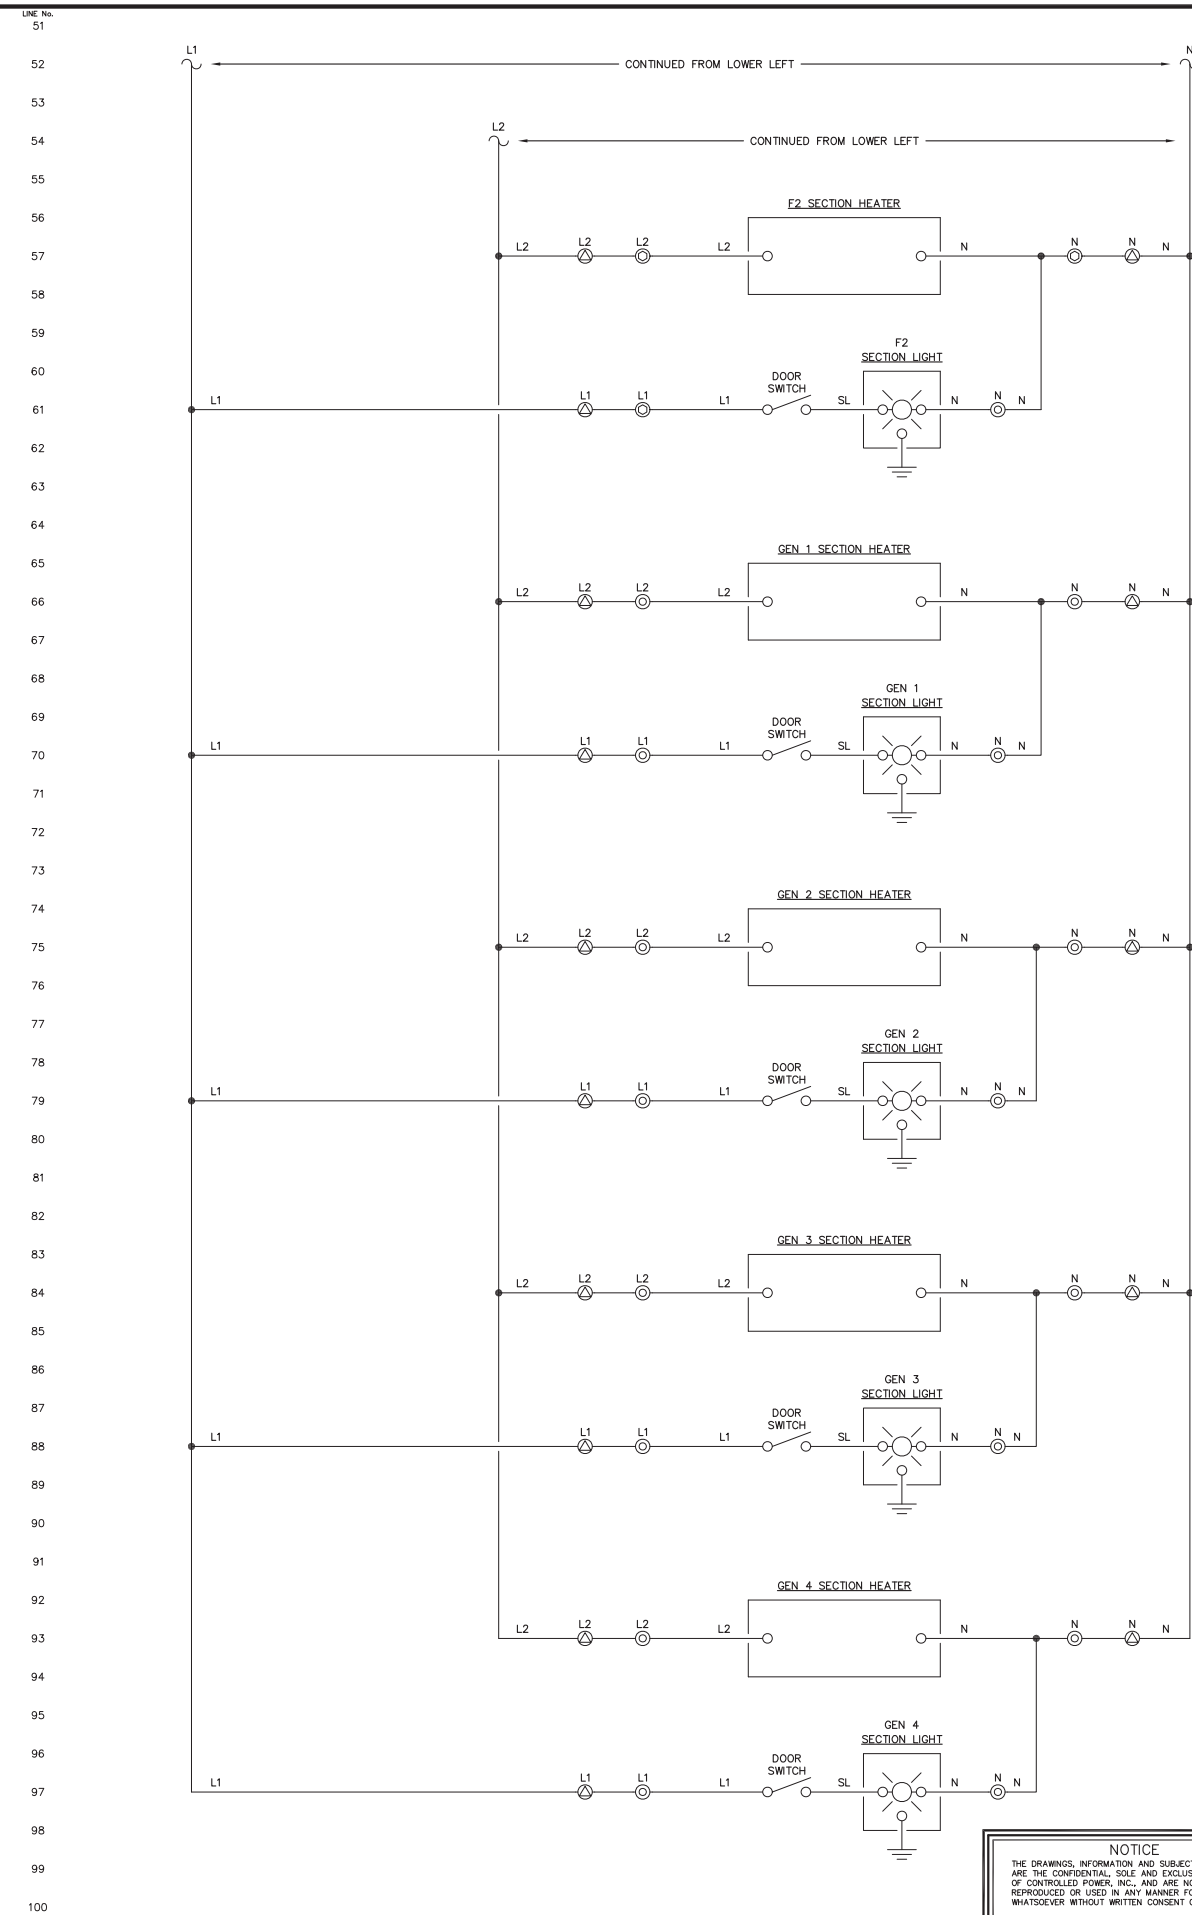 LINE No.
51
L1
N
52
CONTINUED FROM LOWER LEFT
53
L2
54
CONTINUED FROM LOWER LEFT
55
56
F2 SECTION HEATER
L2 L2 L2 L2 N N N N
57
58
59
F2
SECTION LIGHT
60
DOOR
SWITCH
L1 L1 L1 L1 SL N N N
61
62
63
64
65
GEN 1 SECTION HEATER
L2 L2 L2 L2 N N N N
66
67
68
GEN 1
SECTION LIGHT
69
DOOR
SWITCH
L1 L1 L1 L1 SL N N N
70
71
72
73
74
GEN 2 SECTION HEATER
L2 L2 L2 L2 N N N N
75
76
77
GEN 2
SECTION LIGHT
78
DOOR
SWITCH
L1 L1 L1 L1 SL N N N
79
80
81
82
83
GEN 3 SECTION HEATER
L2 L2 L2 L2 N N N N
84
85
86
GEN 3
SECTION LIGHT
87
DOOR
SWITCH
L1 L1 L1 L1 SL N N N
88
89
90
91
92
GEN 4 SECTION HEATER
L2 L2 L2 L2 N N N N
93
94
95
GEN 4
SECTION LIGHT
96
DOOR
SWITCH
L1 L1 L1 L1 SL N N N
97
98
99
100
NOTICE
THE DRAWINGS, INFORMATION AND SUBJECT
ARE THE CONFIDENTIAL, SOLE AND EXCLUS
OF CONTROLLED POWER, INC., AND ARE NO
REPRODUCED OR USED IN ANY MANNER FO
WHATSOEVER WITHOUT WRITTEN CONSENT